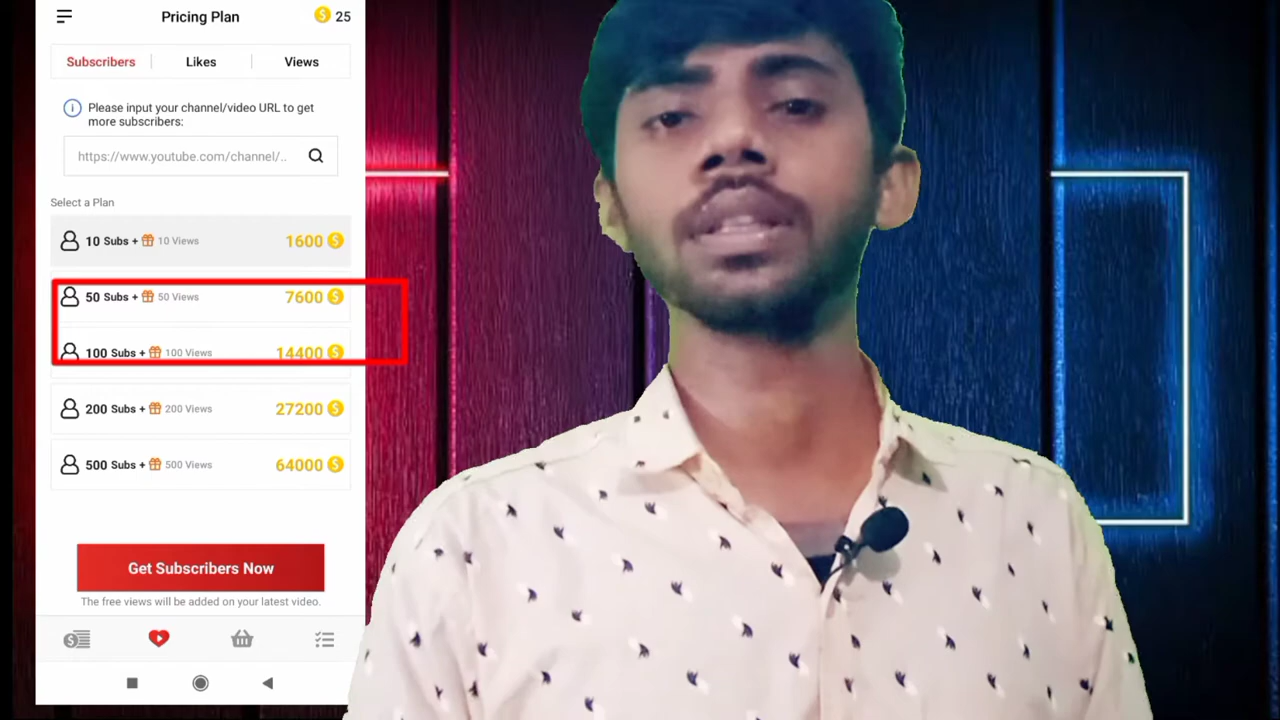 Pricing Plan
25
Subscribers Likes Views
Please input your channel/video URL to get
more subscribers:
https://www.youtube.com/channel/..
Select a Plan
10 Subs + 10 Views 1600
50 Subs + 50 Views 7600
100 Subs + 100 Views 14400
200 Subs + 200 Views 27200
500 Subs + 500 Views 64000
Get Subscribers Now
The free views will be added on your latest video.